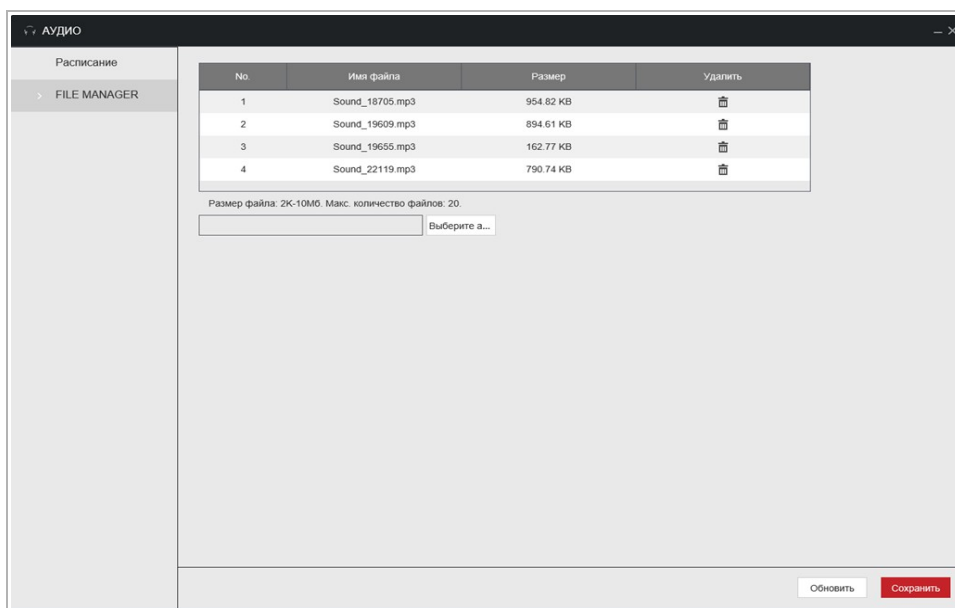 АУДИО
Расписание
FILE MANAGER
No. Имя файла Размер Удалить
1 Sound_18705.mp3 954.82 KB
2 Sound_19609.mp3 894.61 KB
3 Sound_19655.mp3 162.77 KB
4 Sound_22119.mp3 790.74 KB
Размер файла: 2K-10Мб. Макс. количество файлов: 20.
Выберите а...
Обновить Сохранить